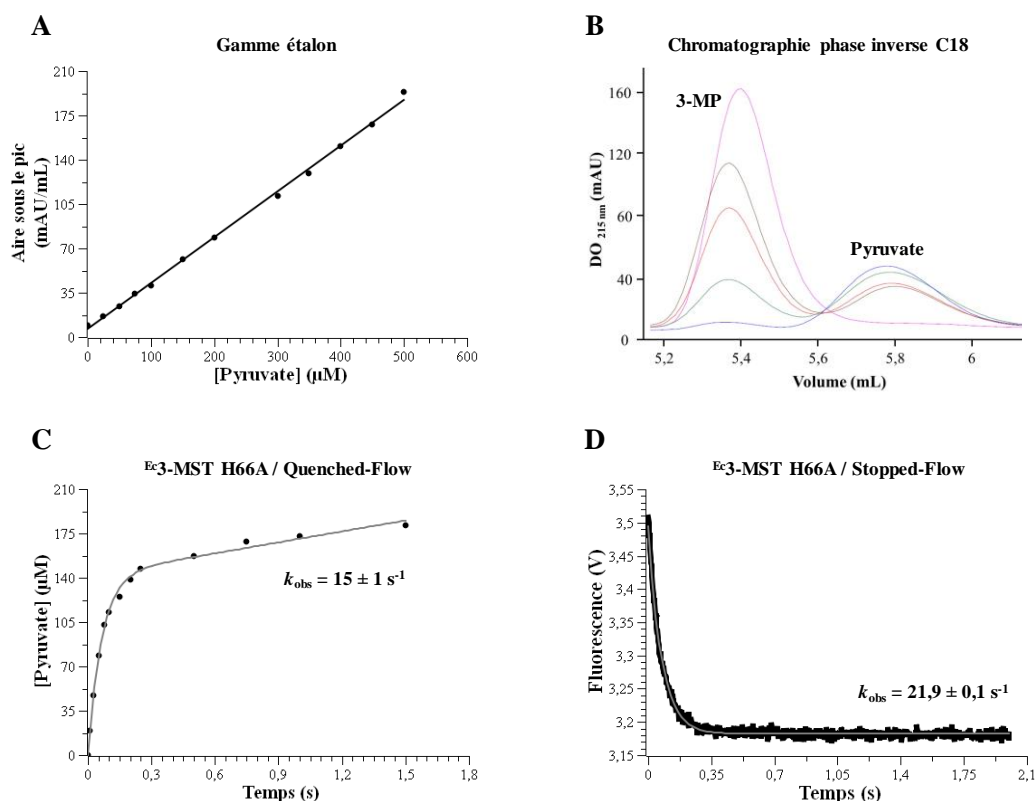 A
Gamme étalon
210
175
140
105
70
35
0
0 100 200 300 400 500 600
Aire sous le pic
(mAU/mL)
[Pyruvate] (µM)
B
Chromatographie phase inverse C18
3-MP
Pyruvate
160
120
60
40
0
5,2 5,4 5,6 5,8 6
DO 215 nm (mAU)
Volume (mL)
C
Ec3-MST H66A / Quenched-Flow
210
175
140
105
70
35
0
kobs = 15 ± 1 s-1
0 0,3 0,6 0,9 1,2 1,5 1,8
[Pyruvate] (µM)
Temps (s)
D
Ec3-MST H66A / Stopped-Flow
3,55
3,5
3,45
3,4
3,35
3,3
3,25
3,2
3,15
kobs = 21,9 ± 0,1 s-1
0 0,35 0,7 1,05 1,4 1,75 2,1
Fluorescence (V)
Temps (s)